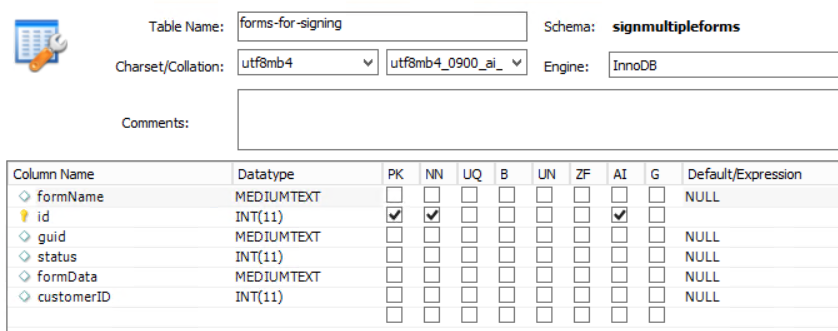 Table Name: forms-for-signing Schema: signmultipleforms
Charset/Collation: utf8mb4 utf8mb4_0900_ai_ Engine: InnoDB
Comments:
Column Name Datatype PK NN UQ B UN ZF AI G Default/Expression
formName MEDIUMTEXT NULL
id INT(11)
guid MEDIUMTEXT NULL
status INT(11) NULL
formData MEDIUMTEXT NULL
customerID INT(11) NULL